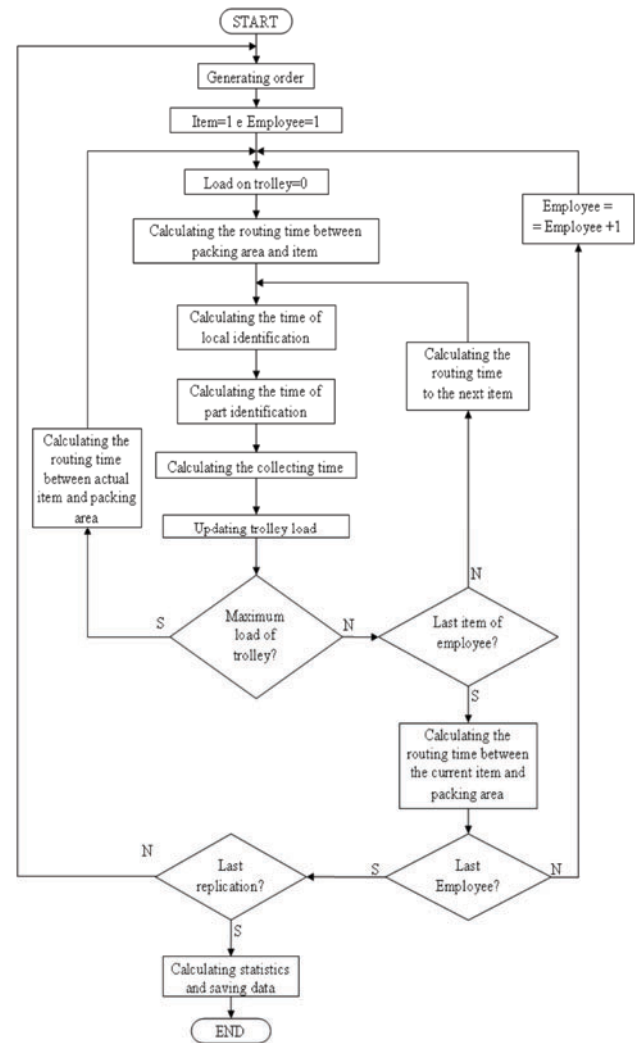 START
Generating order
Item=1 e Employee=1
Load on trolley=0
Calculating the routing time between
packing area and item
Employee =
= Employee +1
Calculating the time of
local identification
Calculating the
routing time
to the next item
Calculating the time of
part identification
Calculating the
routing time
between actual
item and packing
area
Calculating the collecting time
Updating trolley load
Maximum
load of
trolley?
S
N
Last item of
employee?
N
S
Calculating the
routing time between
the current item and
packing area
Last
Employee?
N
S
Last
replication?
N
S
Calculating statistics
and saving data
END